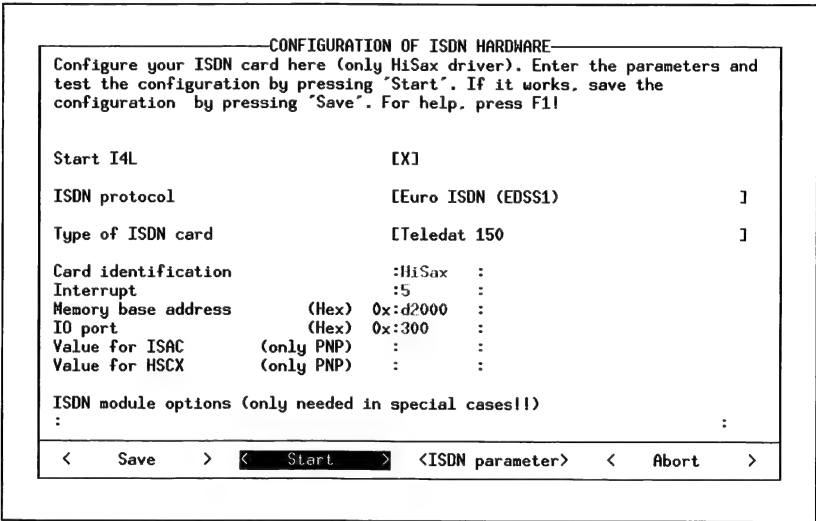 CONFIGURATION OF ISDN HARDWARE
Configure your ISDN card here (only HiSax driver). Enter the parameters and
test the configuration by pressing ´Start´. If it works, save the
configuration  by pressing ´Save´. For help, press F1!
Start I4L [X]
ISDN protocol [Euro ISDN (EDSS1) ]
Type of ISDN card [Teledat 150 ]
Card identification :HiSax :
Interrupt :5 :
Memory base address (Hex) 0x:d2000 :
IO port (Hex) 0x:300 :
Value for ISAC (only PNP) : :
Value for HSCX (only PNP) : :
ISDN module options (only needed in special cases!!)
: :
< Save > < Start > <ISDN parameter> < Abort >